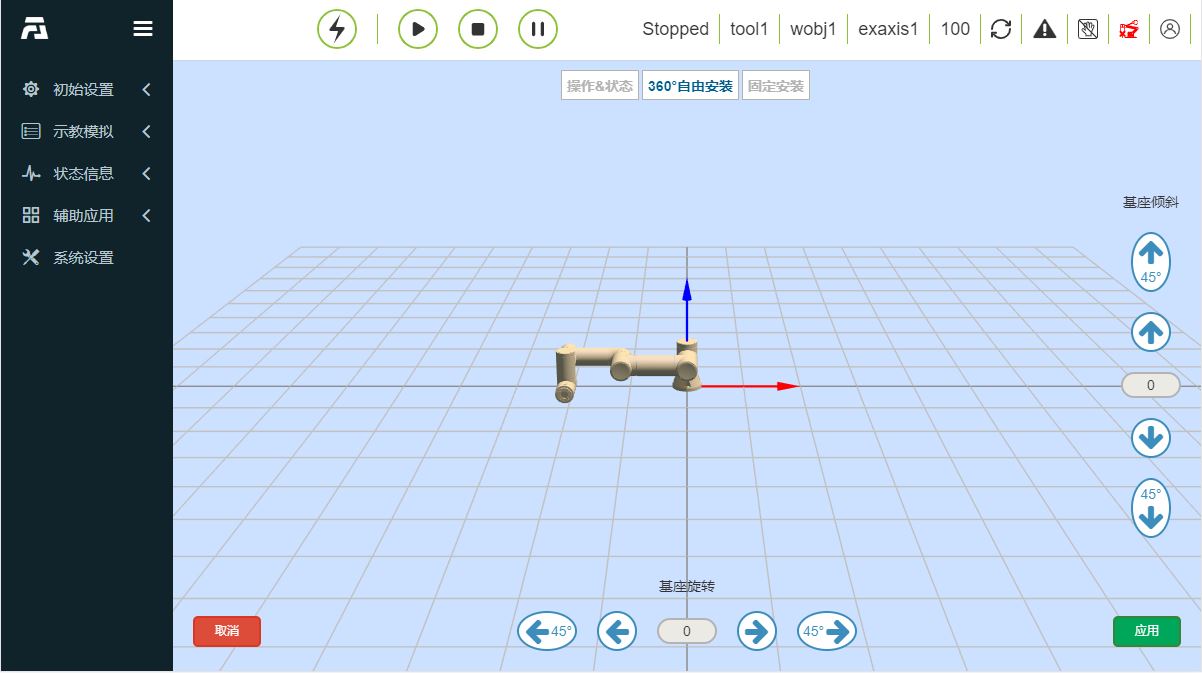 Stopped tool1 wobj1 exaxis1 100
初始设置
示教模拟
状态信息
辅助应用
系统设置
操作&状态 360°自由安装 固定安装
基座倾斜
45°
0
45°
基座旋转
取消 45° 0 45° 应用